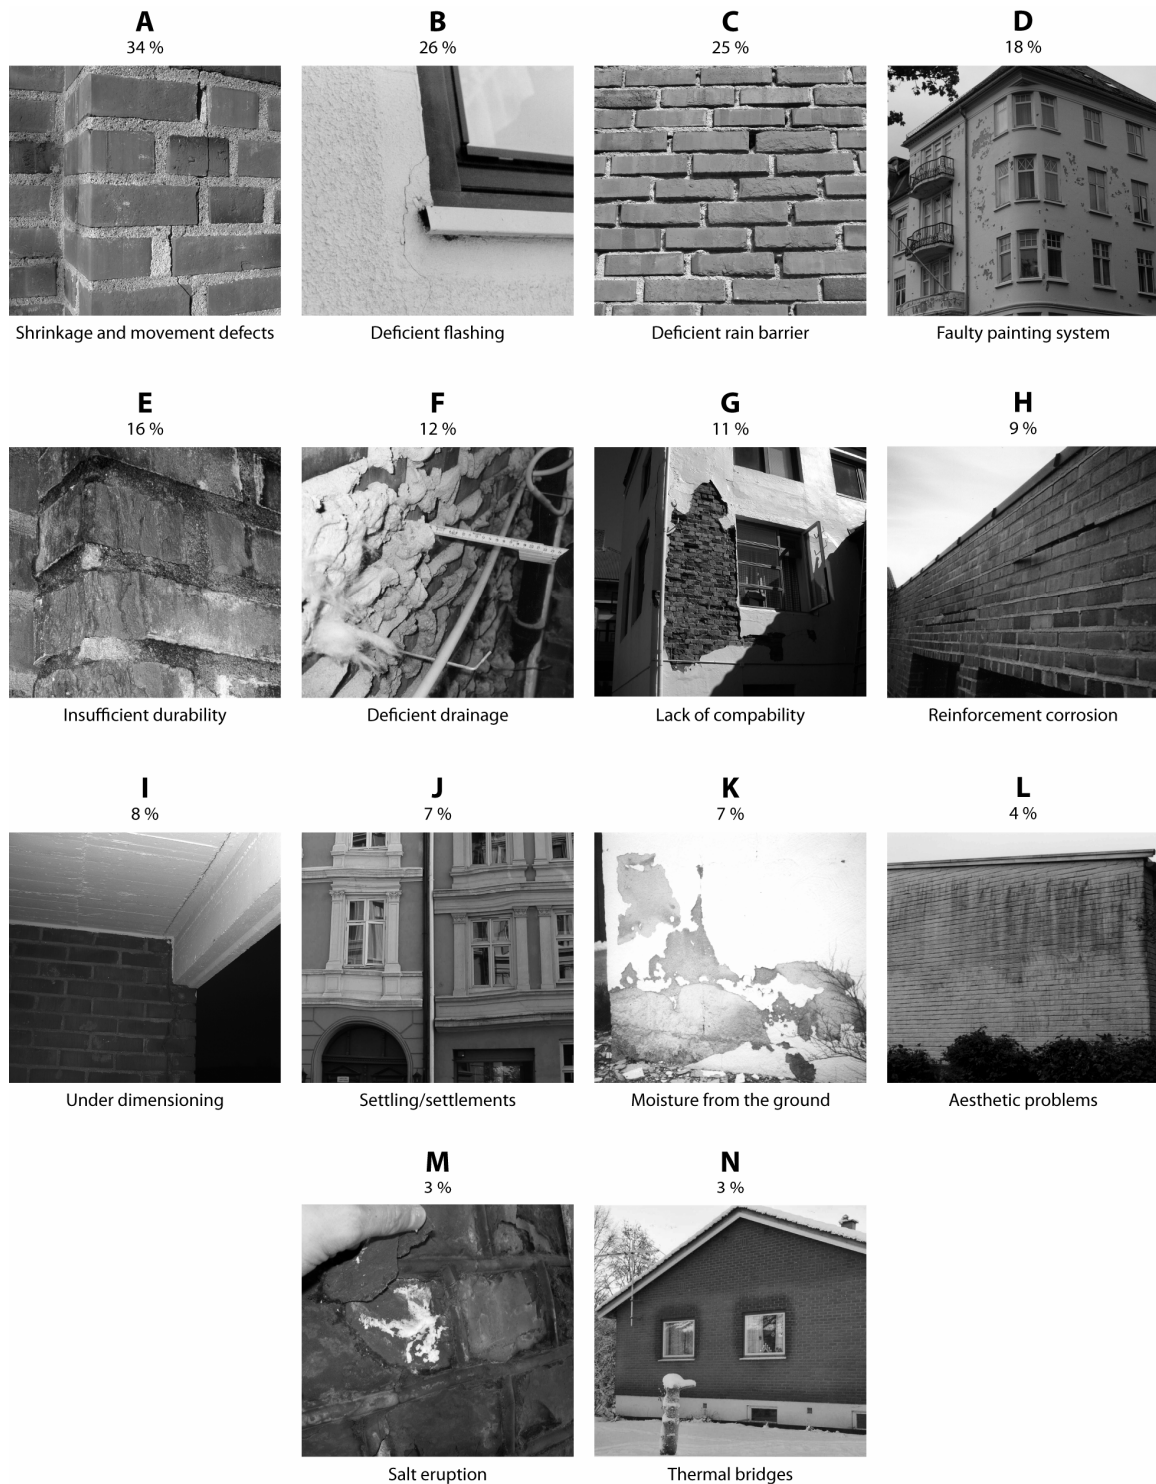 A
34 %
Shrinkage and movement defects
B
26 %
Deficient flashing
C
25 %
Deficient rain barrier
D
18 %
Faulty painting system
E
16 %
Insufficient durability
F
12 %
Deficient drainage
G
11 %
Lack of compability
H
9 %
Reinforcement corrosion
I
8 %
Under dimensioning
J
7 %
Settling/settlements
K
7 %
Moisture from the ground
L
4 %
Aesthetic problems
M
3 %
Salt eruption
N
3 %
Thermal bridges